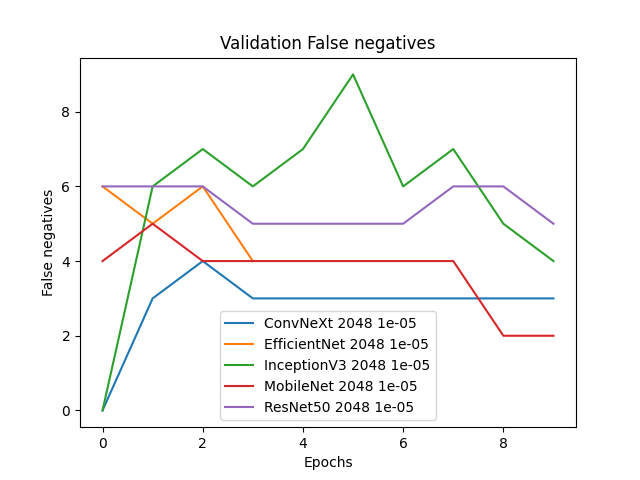 Validation False negatives
False negatives
8
6
4
2
0
ConvNeXt 2048 1e-05
EfficientNet 2048 1e-05
InceptionV3 2048 1e-05
MobileNet 2048 1e-05
ResNet50 2048 1e-05
0 2 4 6 8
Epochs